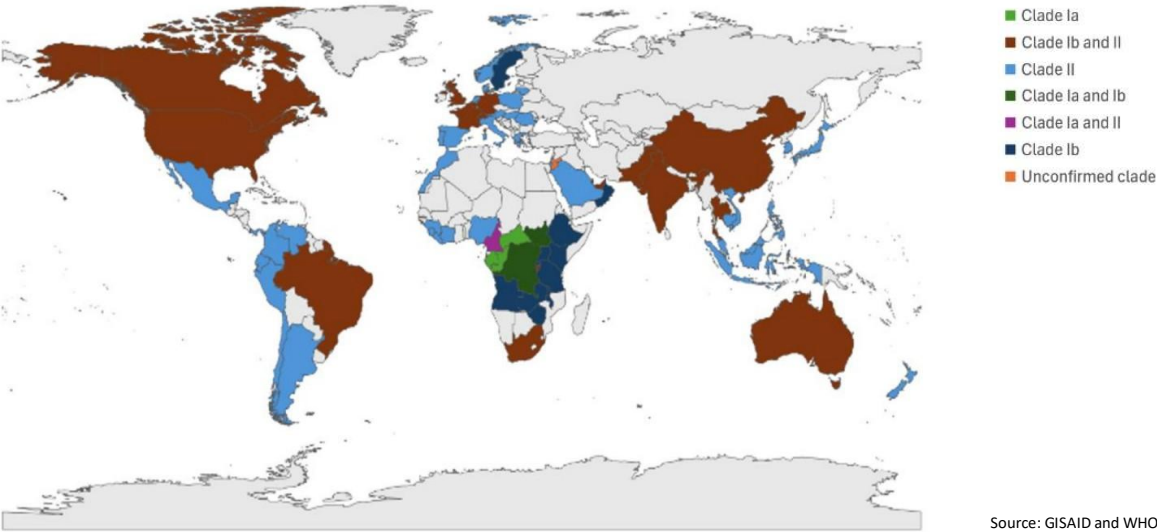 Clade Ia
Clade Ib and II
Clade II
Clade Ia and Ib
Clade Ia and II
Clade Ib
Unconfirmed clade
Source: GISAID and WHO